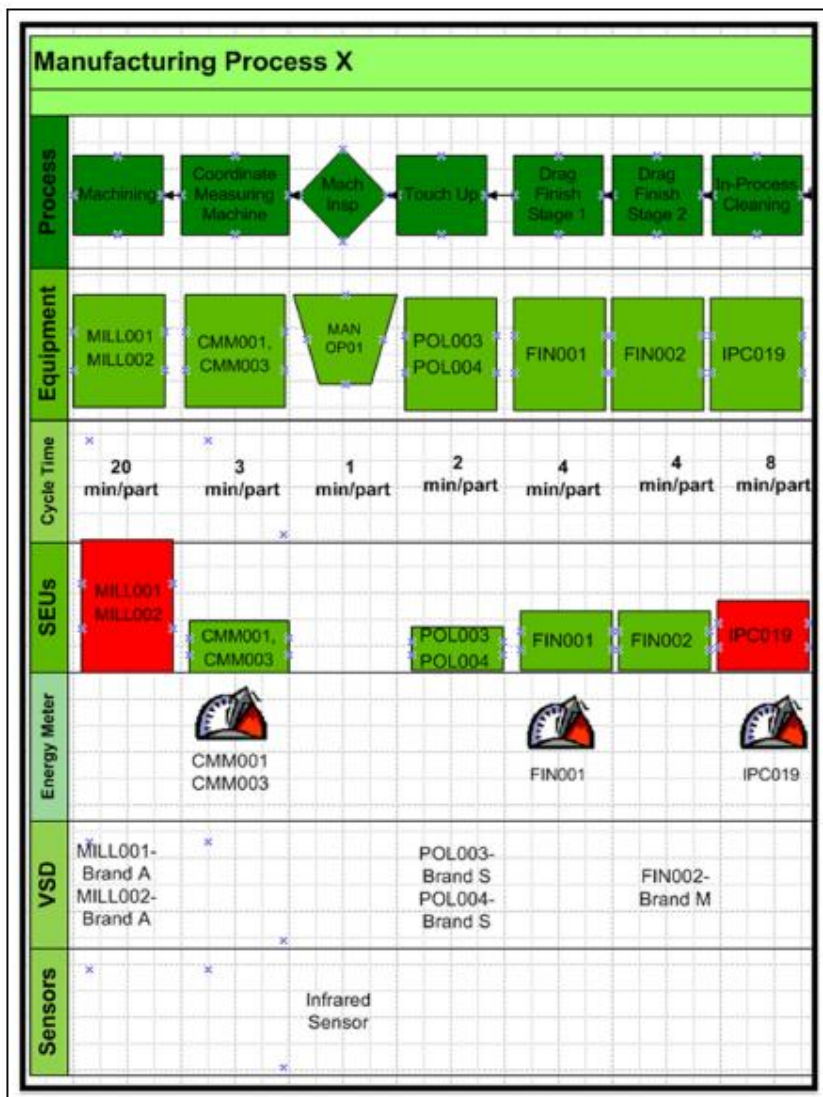 Manufacturing Process X
Process
Machining
Coordinate
Measuring
Machine
Mach
Insp
Touch Up
Drag
Finish
Stage 1
Drag
Finish
Stage 2
In-Process
Cleaning
Equipment
MILL001
MILL002
CMM001,
CMM003
MAN
OP01
POL003
POL004
FIN001
FIN002
IPC019
Cycle Time
20
min/part
3
min/part
1
min/part
2
min/part
4
min/part
4
min/part
8
min/part
SEUs
MILL001
MILL002
CMM001,
CMM003
POL003
POL004
FIN001
FIN002
IPC019
Energy Meter
CMM001
CMM003
FIN001
IPC019
VSD
MILL001-
Brand A
MILL002-
Brand A
POL003-
Brand S
POL004-
Brand S
FIN002-
Brand M
Sensors
Infrared
Sensor